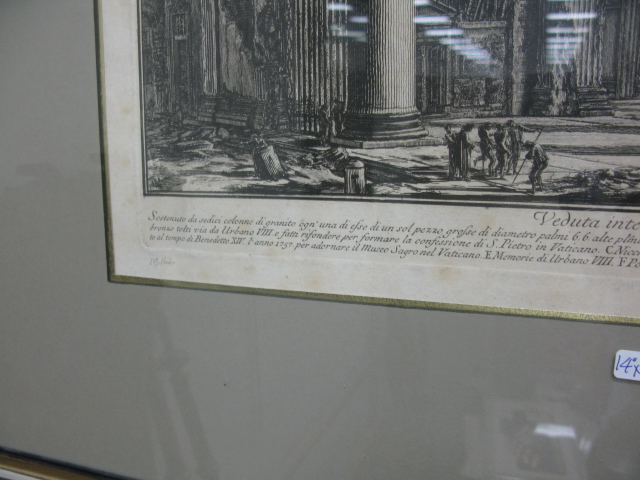 Veduta inte
Sostenuto da sedici colonne di granito ogn' una di esse di un sol pezzo grosse di diametro palmi 6.6 alte
bronzo tolti via da Urbano VIII. e fatti rifondere per formare la confessione di S. Pietro in Vaticano. C. Nicc
to al tempo di Benedetto XIV. l' anno 1757 per adornare il Museo Sagro nel Vaticano. E. Memorie di Urbano VIII. F.
14"x